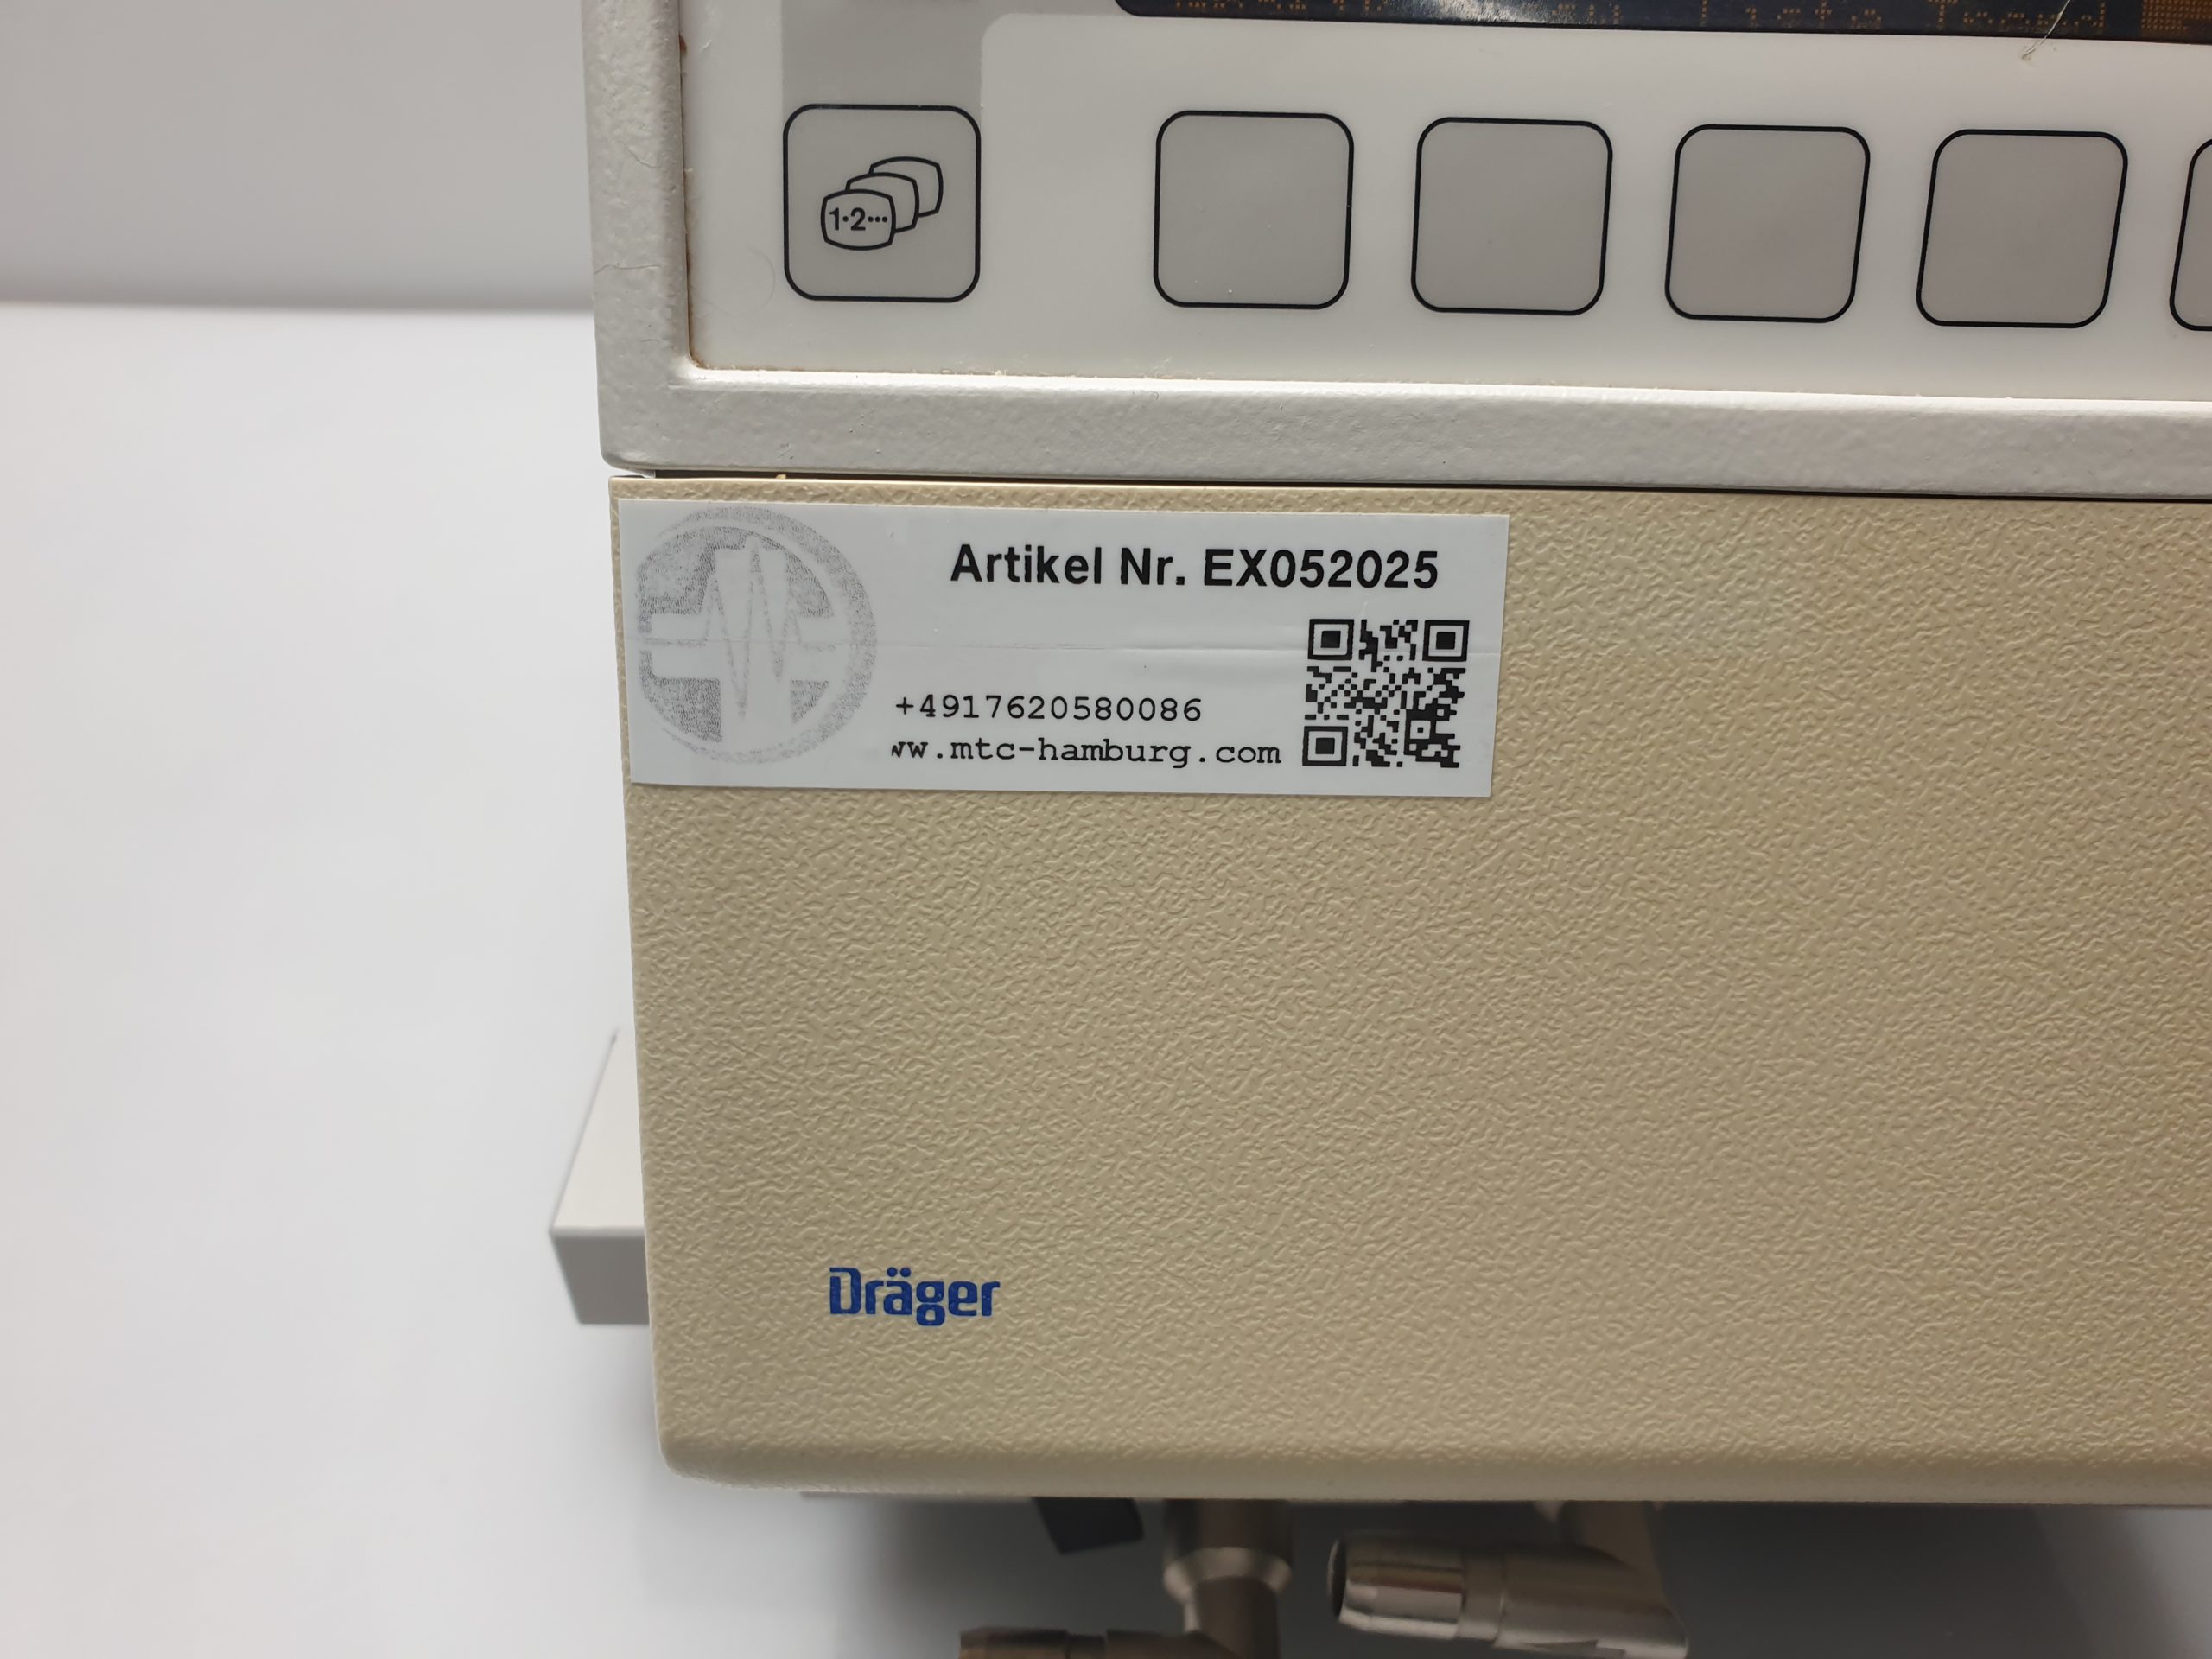 1·2···
Artikel Nr. EX052025
+4917620580086
ww.mtc-hamburg.com
Dräger